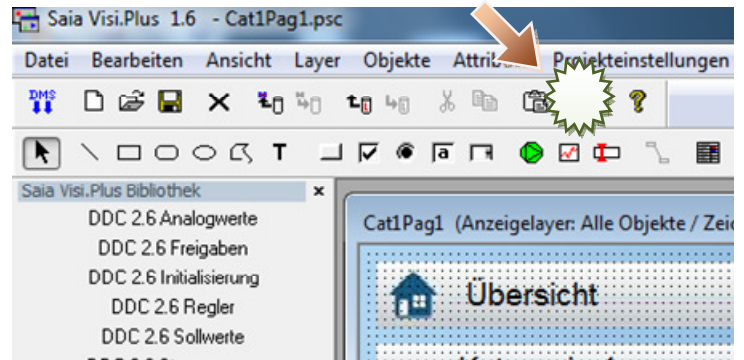 Saia Visi.Plus 1.6 - Cat1Pag1.psc
Datei Bearbeiten Ansicht Layer Objekte Projekteinstellungen
DMS
T
a
Saia Visi.Plus Bibliothek x
DDC 2.6 Analogwerte
DDC 2.6 Freigaben
DDC 2.6 Initialisierung
DDC 2.6 Regler
DDC 2.6 Sollwerte
Cat1Pag1 (Anzeigelayer: Alle Objekte /
Übersicht